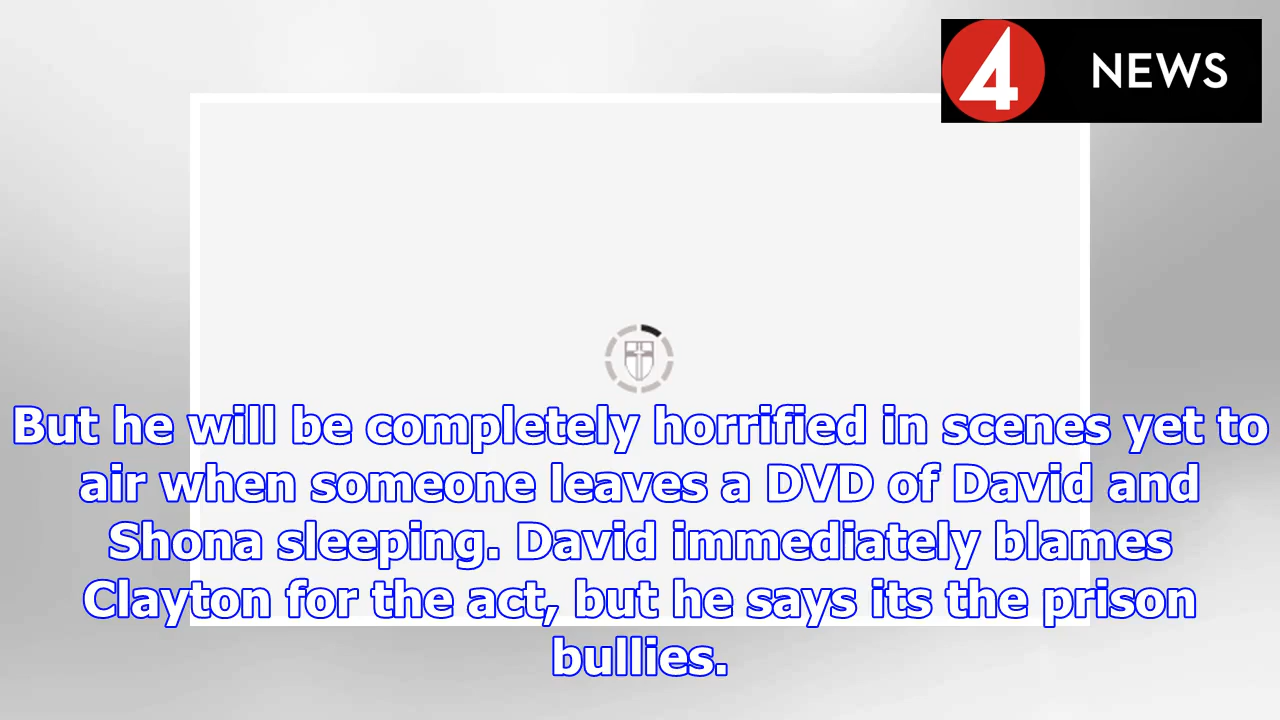 4 NEWS
But he will be completely horrified in scenes yet to
air when someone leaves a DVD of David and
Shona sleeping. David immediately blames
Clayton for the act, but he says its the prison
bullies.